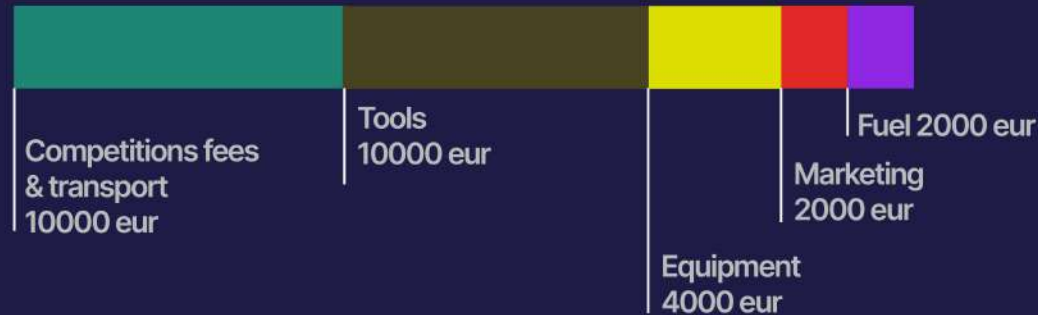 Competitions fees
& transport
10000 eur
Tools
10000 eur
Equipment
4000 eur
Marketing
2000 eur
Fuel 2000 eur